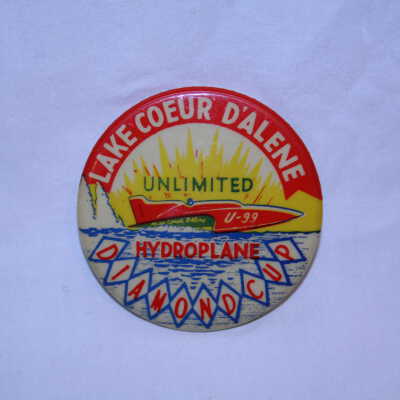 LAKE COEUR D'ALENE
UNLIMITED
U-99
HYDROPLANE
DIAMOND CUP